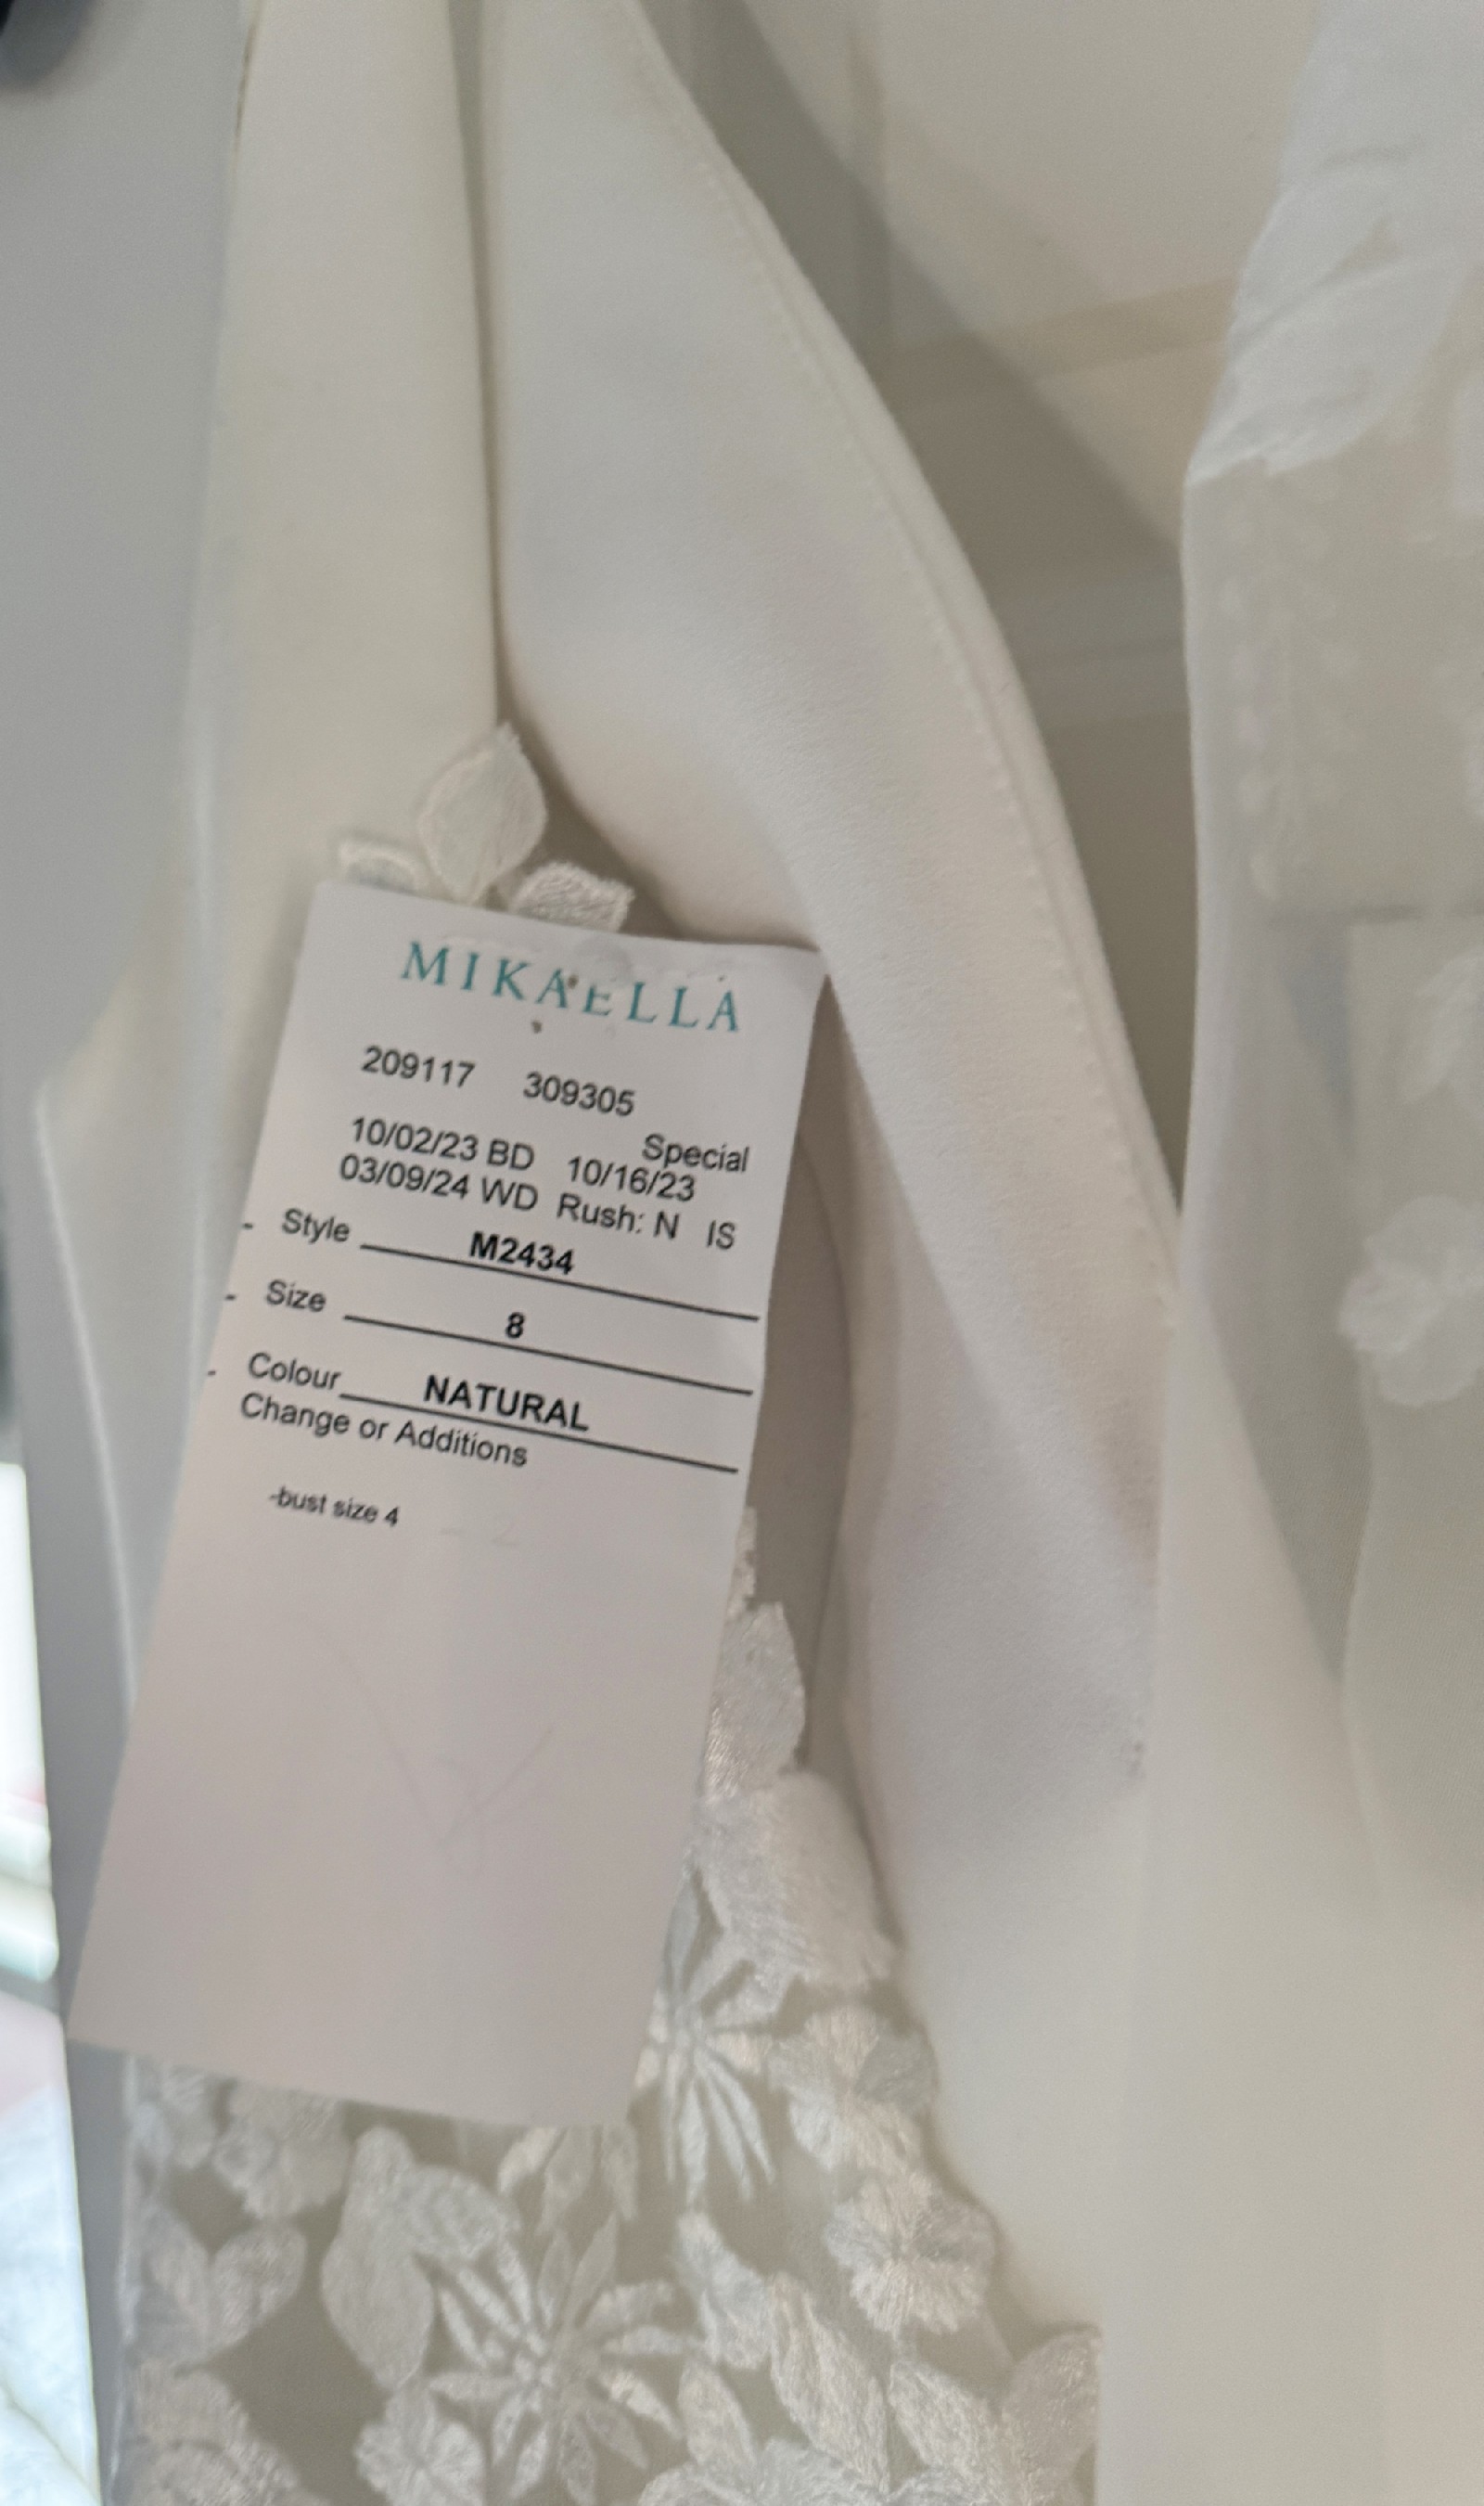 MIKAELLA
209117 309305
Special
10/02/23 BD 10/16/23
03/09/24 WD Rush: N IS
- Style M2434
- Size 8
- Colour NATURAL
Change or Additions
-bust size 4